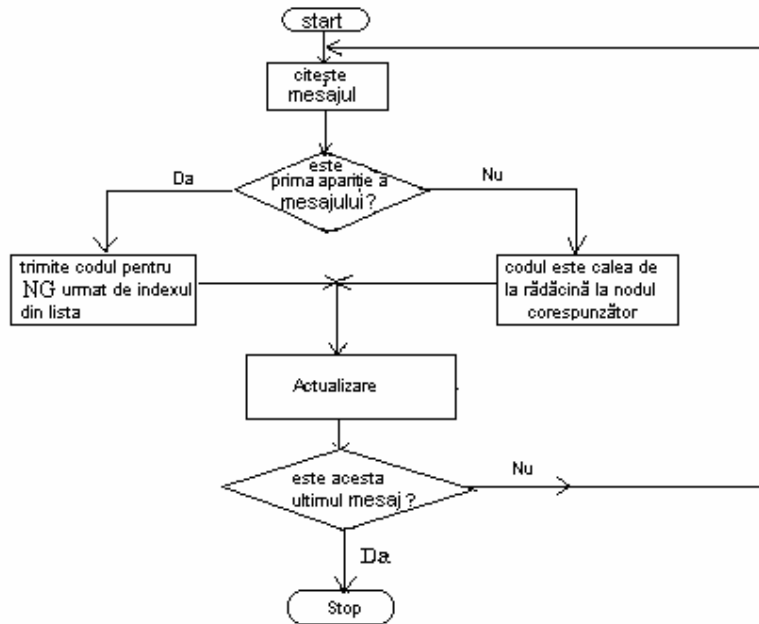 start
citeşte
mesajul
este
prima apariţie a
mesajului?
Da
Nu
trimite codul pentru
NG urmat de indexul
din lista
codul este calea de
la rădăcină la nodul
corespunzător
Actualizare
este acesta
ultimul mesaj?
Nu
Da
Stop